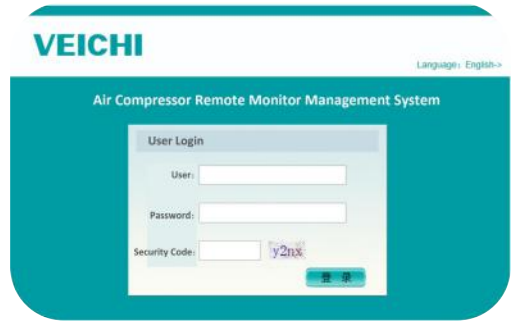 VEICHI
Language: English->
Air Compressor Remote Monitor Management System
User Login
User:
Password:
Security Code: y2nx
登 录